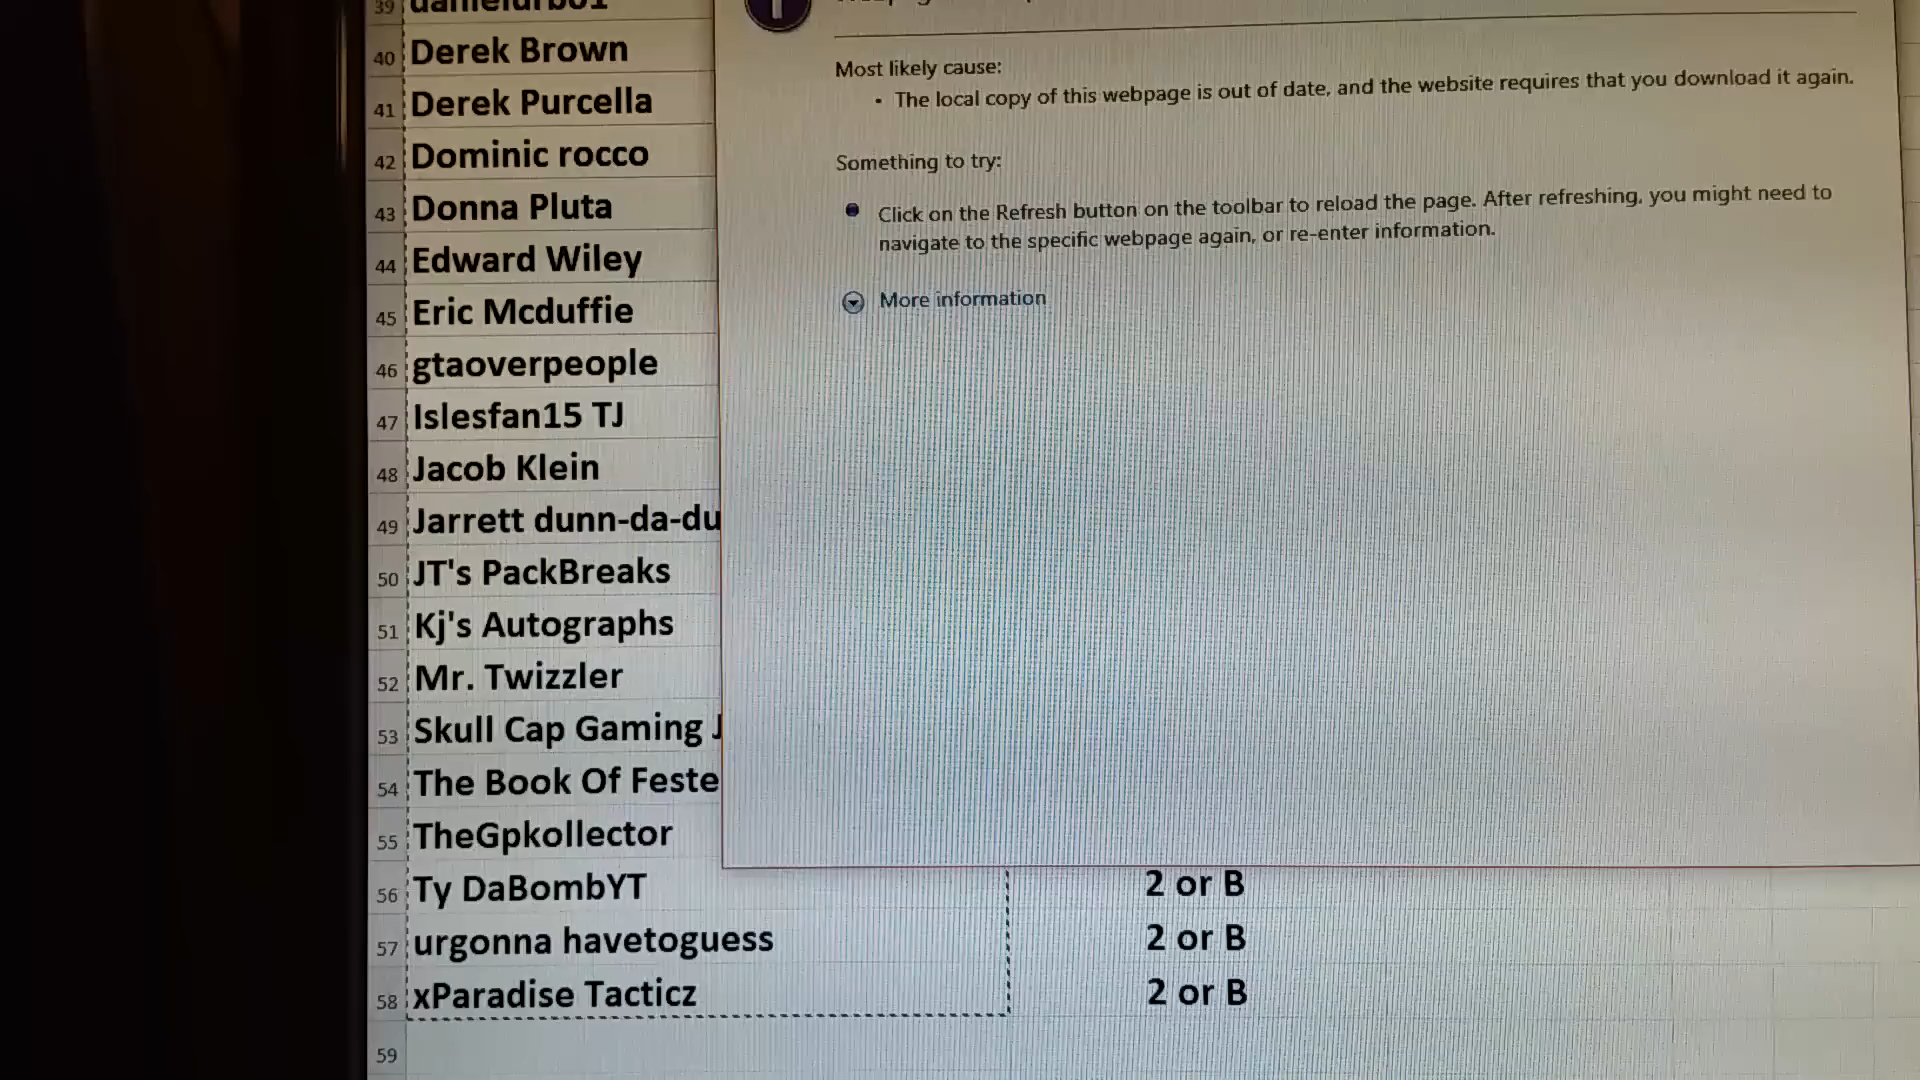 39
40 Derek Brown
41 Derek Purcella
42 Dominic rocco
43 Donna Pluta
44 Edward Wiley
45 Eric Mcduffie
46 gtaoverpeople
47 Islesfan15 TJ
48 Jacob Klein
49 Jarrett dunn-da-du
50 JT's PackBreaks
51 Kj's Autographs
52 Mr. Twizzler
53 Skull Cap Gaming J
54 The Book Of Feste
55 TheGpkollector
56 Ty DaBombYT 2 or B
57 urgonna havetoguess 2 or B
58 xParadise Tacticz 2 or B
59
Most likely cause:
• The local copy of this webpage is out of date, and the website requires that you download it again.
Something to try:
Click on the Refresh button on the toolbar to reload the page. After refreshing, you might need to
navigate to the specific webpage again, or re-enter information.
More information